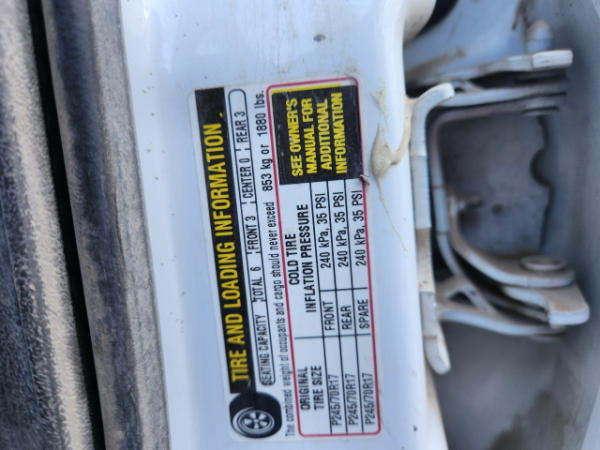 TIRE AND LOADING INFORMATION
SEATING CAPACITY TOTAL 6 FRONT 3 CENTER 0 REAR 3
The combined weight of occupants and cargo should never exceed 853 kg or 1880 lbs.
ORIGINAL TIRE SIZE COLD TIRE INFLATION PRESSURE
P245/70R17 FRONT 240 kPa, 35 PSI
P245/70R17 REAR 240 kPa, 35 PSI
P245/70R17 SPARE 240 kPa, 35 PSI
SEE OWNER'S
MANUAL FOR
ADDITIONAL
INFORMATION